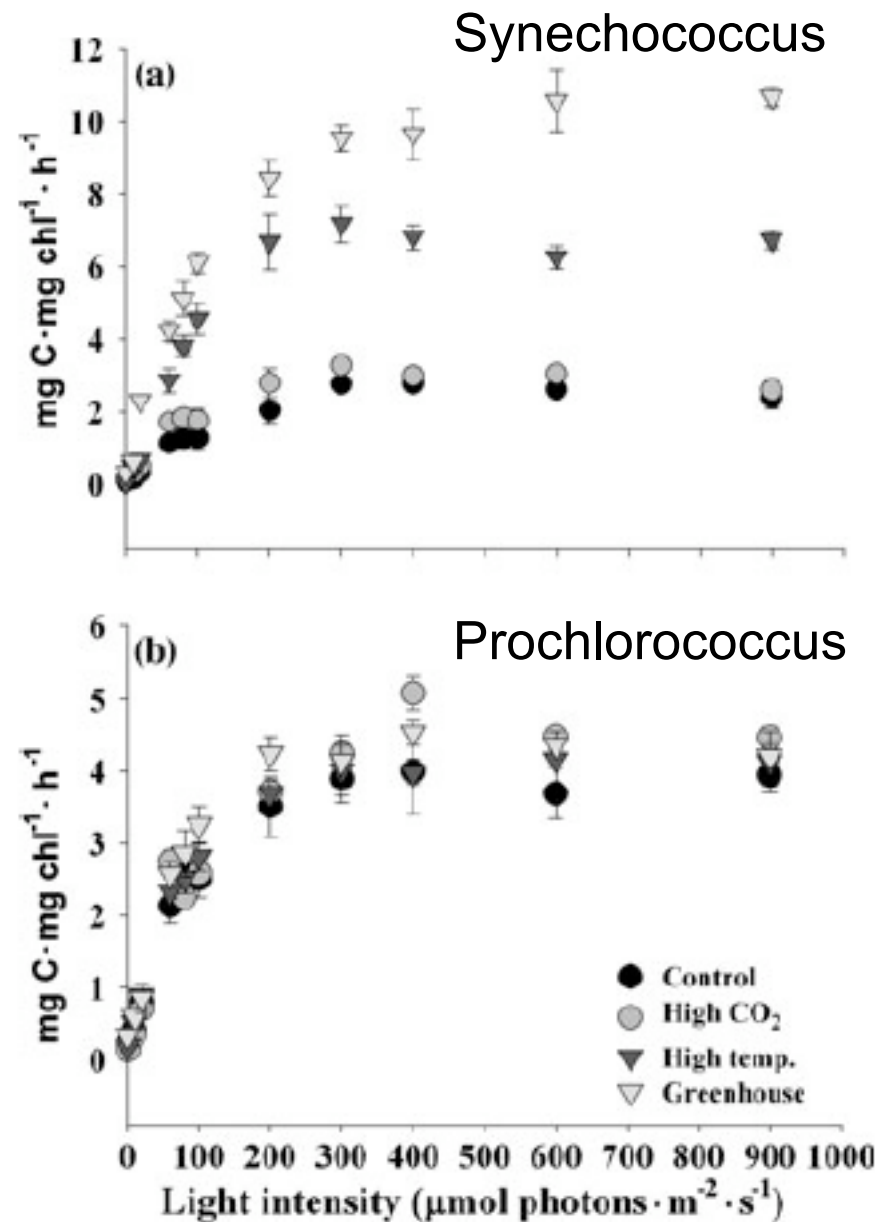 Synechococcus
(a)
12
10
8
6
4
2
0
mg C·mg chl⁻¹·h⁻¹
Prochlorococcus
(b)
6
5
4
3
2
1
0
mg C·mg chl⁻¹·h⁻¹
Control
High CO₂
High temp.
Greenhouse
0 100 200 300 400 500 600 700 800 900 1000
Light intensity (μmol photons·m⁻²·s⁻¹)